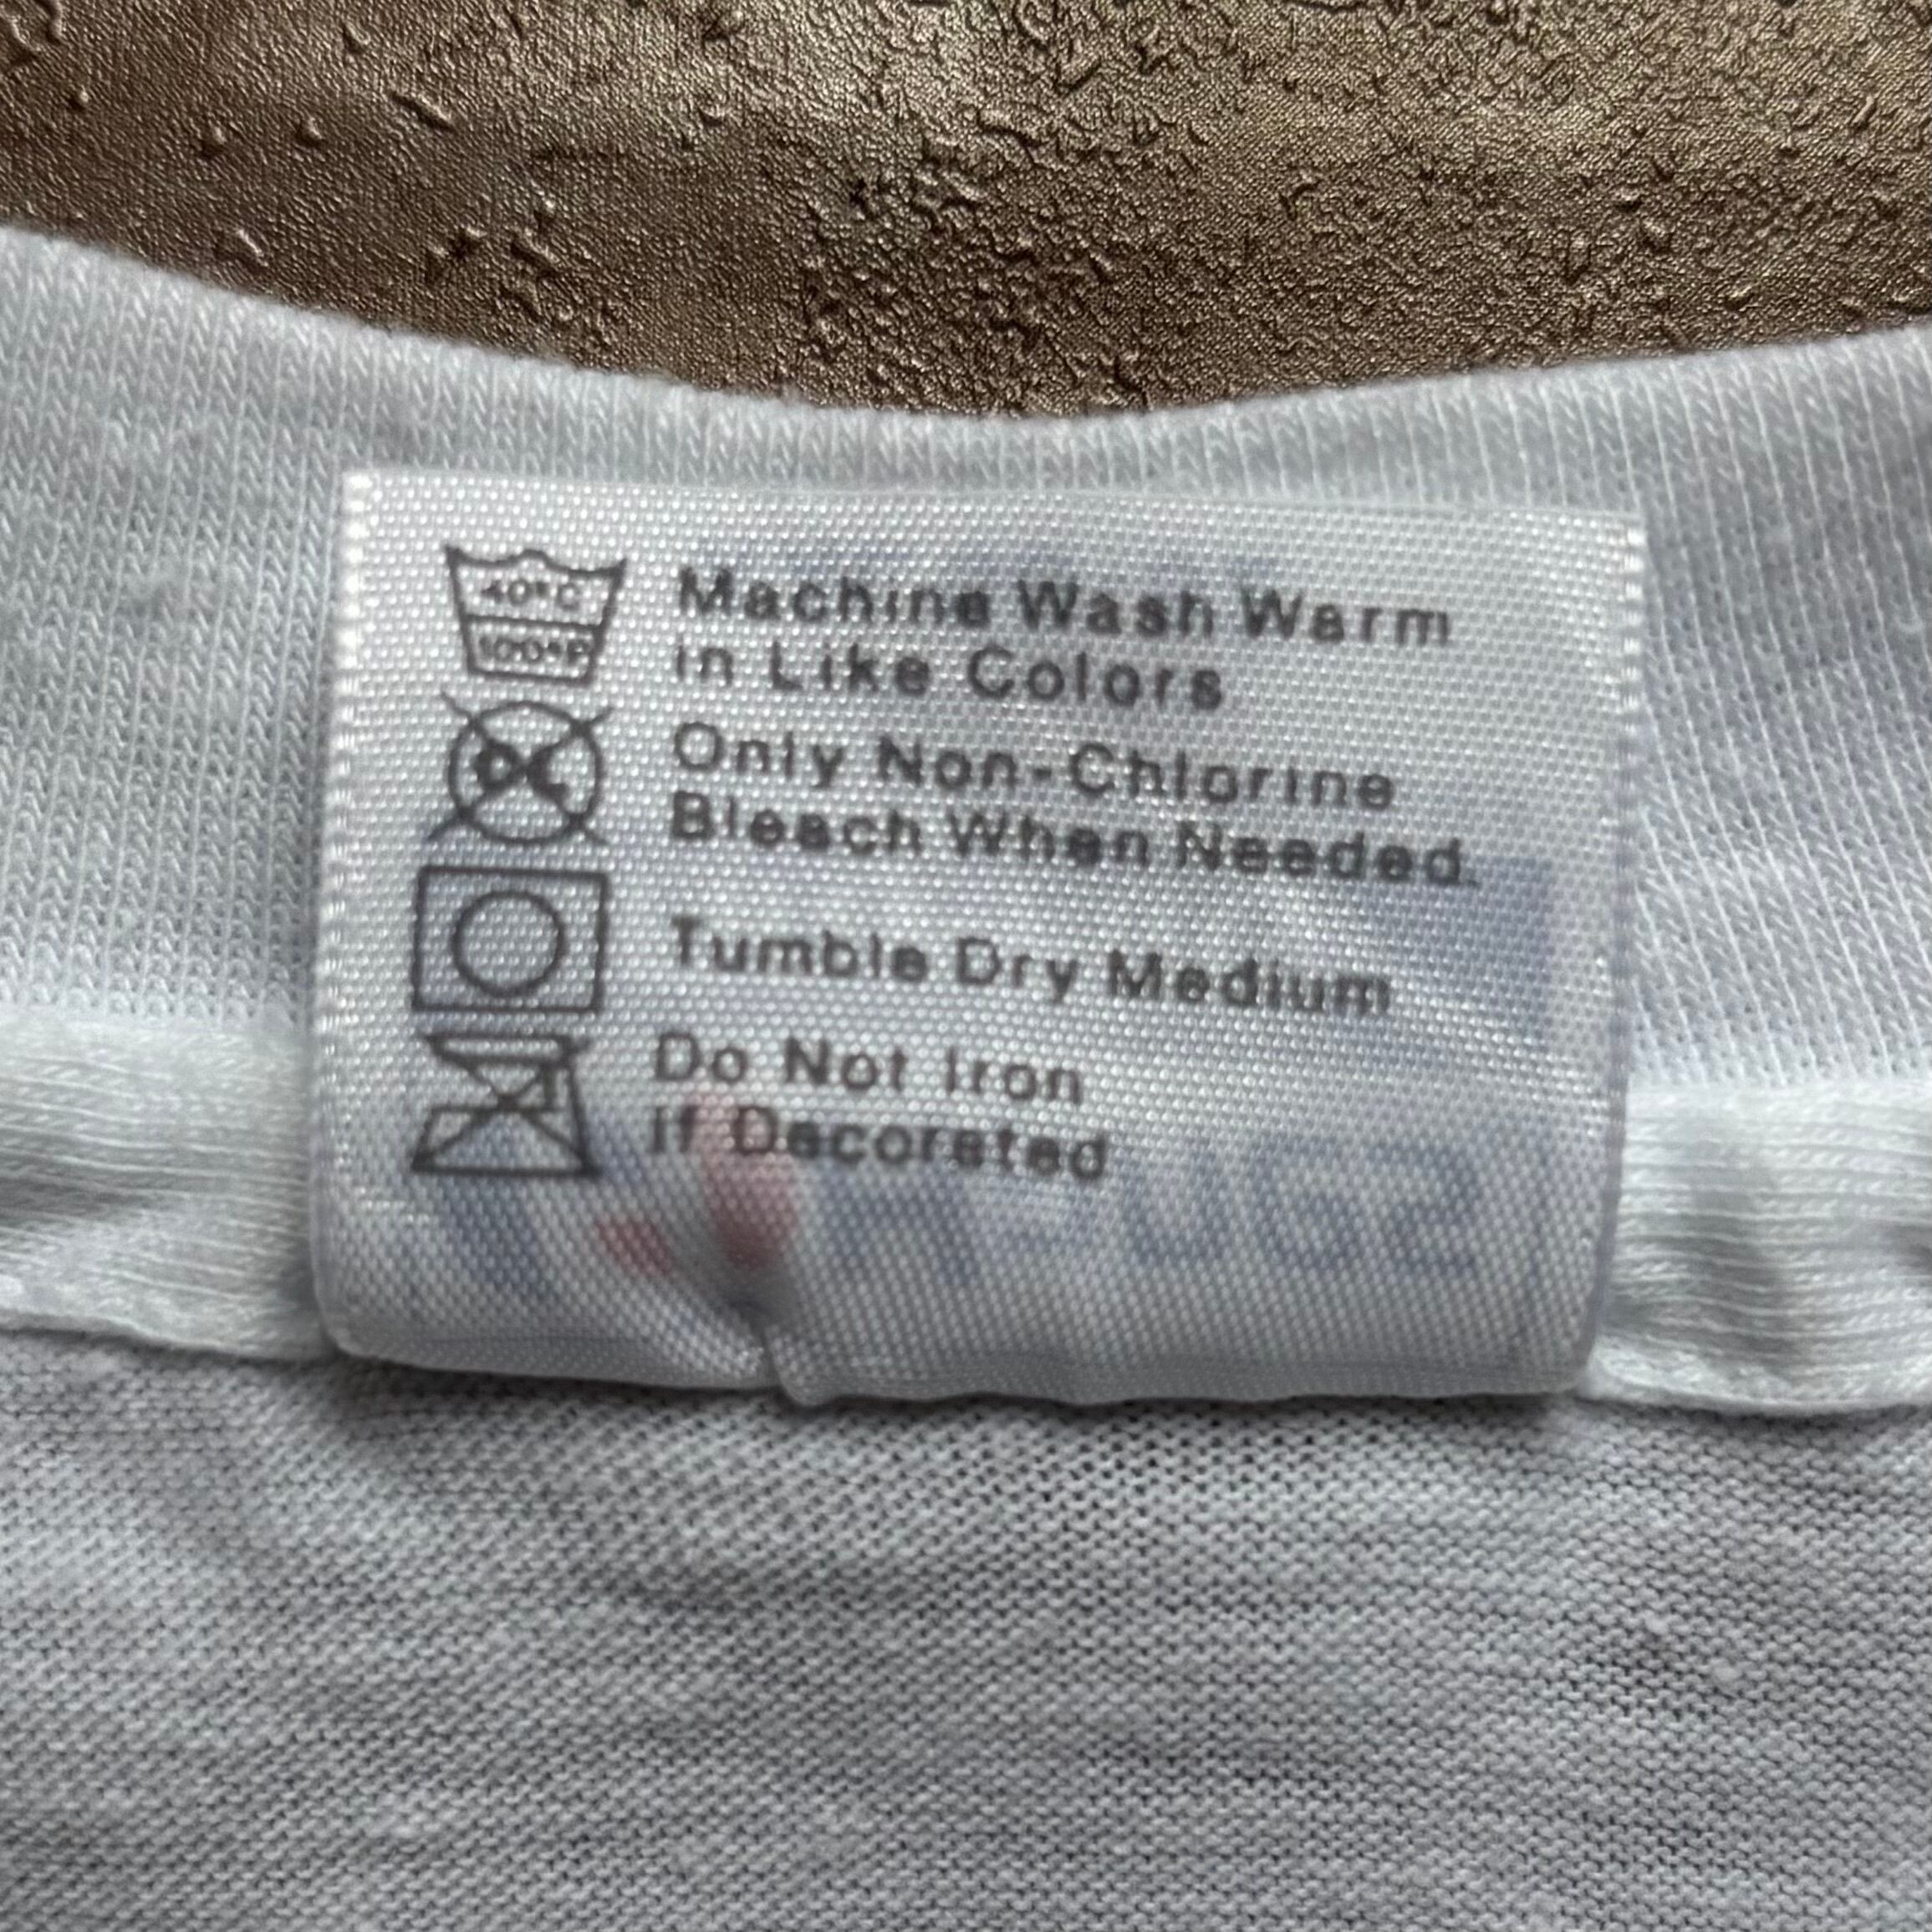 40°C
100°F
Machine Wash Warm
in Like Colors
Only Non-Chlorine
Bleach When Needed.
Tumble Dry Medium
Do Not Iron
If Decorated